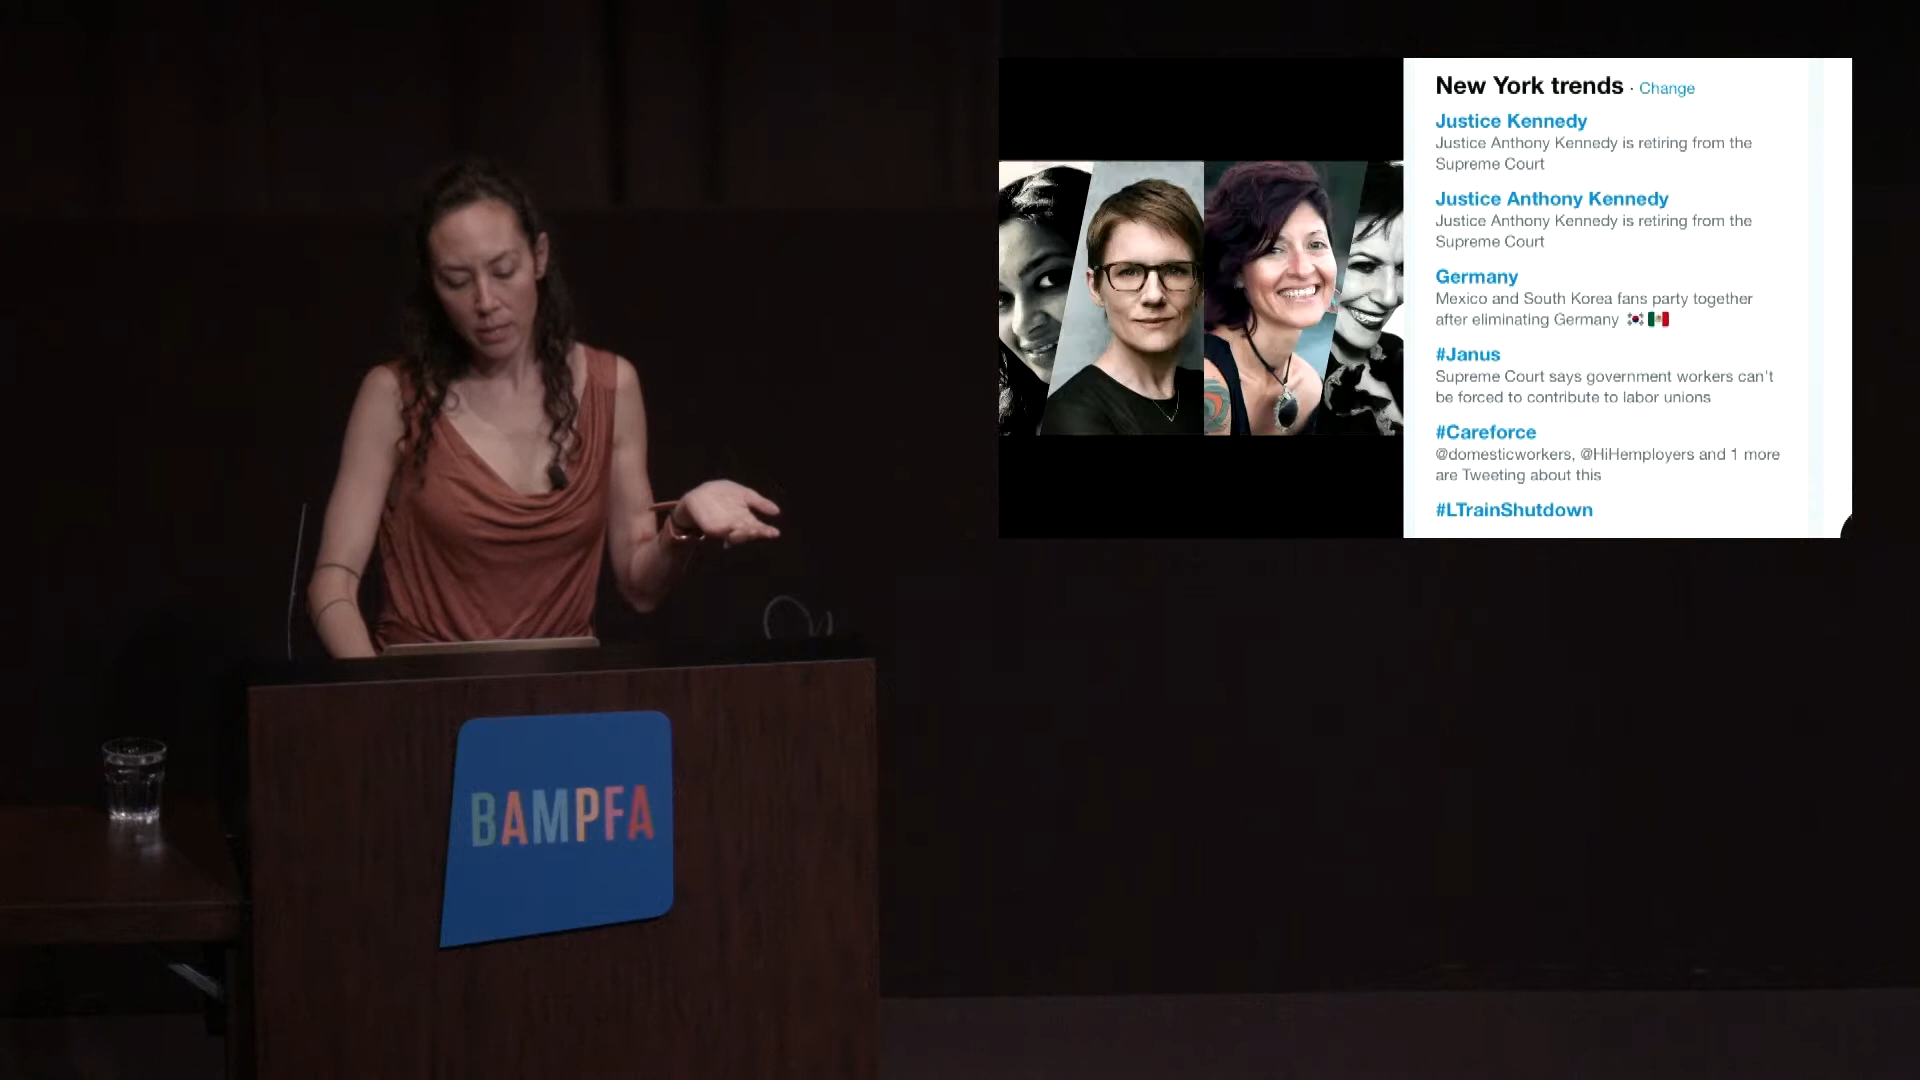 New York trends · Change
Justice Kennedy
Justice Anthony Kennedy is retiring from the
Supreme Court
Justice Anthony Kennedy
Justice Anthony Kennedy is retiring from the
Supreme Court
Germany
Mexico and South Korea fans party together
after eliminating Germany 🇰🇷🇲🇽
#Janus
Supreme Court says government workers can't
be forced to contribute to labor unions
#Careforce
@domesticworkers, @HiHemployers and 1 more
are Tweeting about this
#LTrainShutdown
BAMPFA